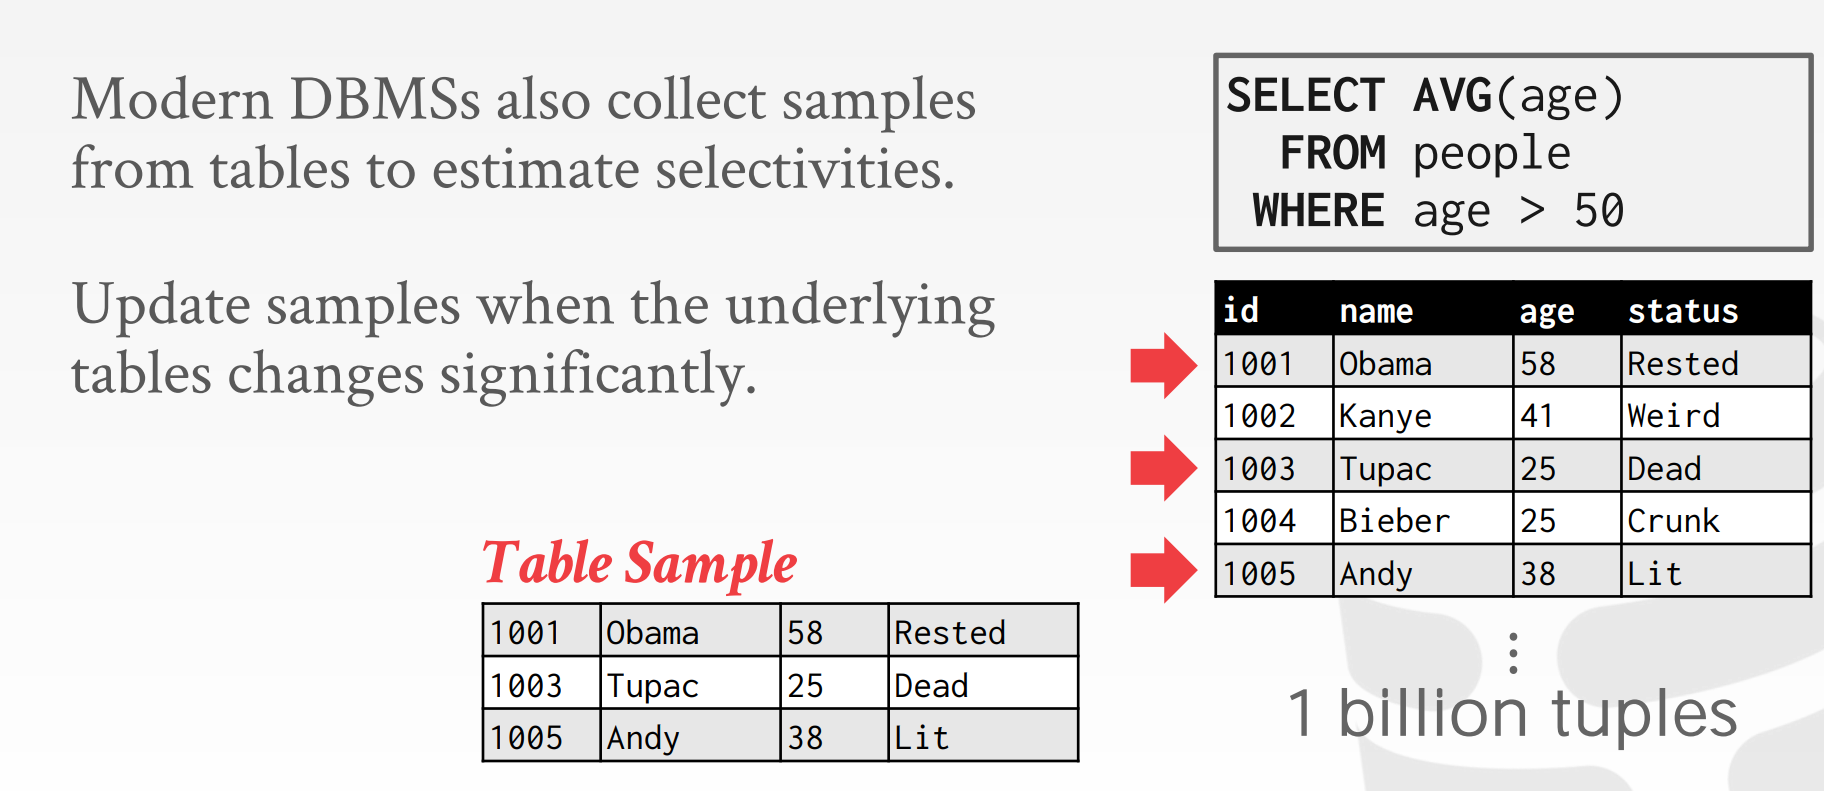 Modern DBMSs also collect samples
from tables to estimate selectivities.
Update samples when the underlying
tables changes significantly.
Table Sample
1001 Obama 58 Rested
1003 Tupac 25 Dead
1005 Andy 38 Lit
SELECT AVG(age)
FROM people
WHERE age > 50
id name age status
1001 Obama 58 Rested
1002 Kanye 41 Weird
1003 Tupac 25 Dead
1004 Bieber 25 Crunk
1005 Andy 38 Lit
⋮
1 billion tuples